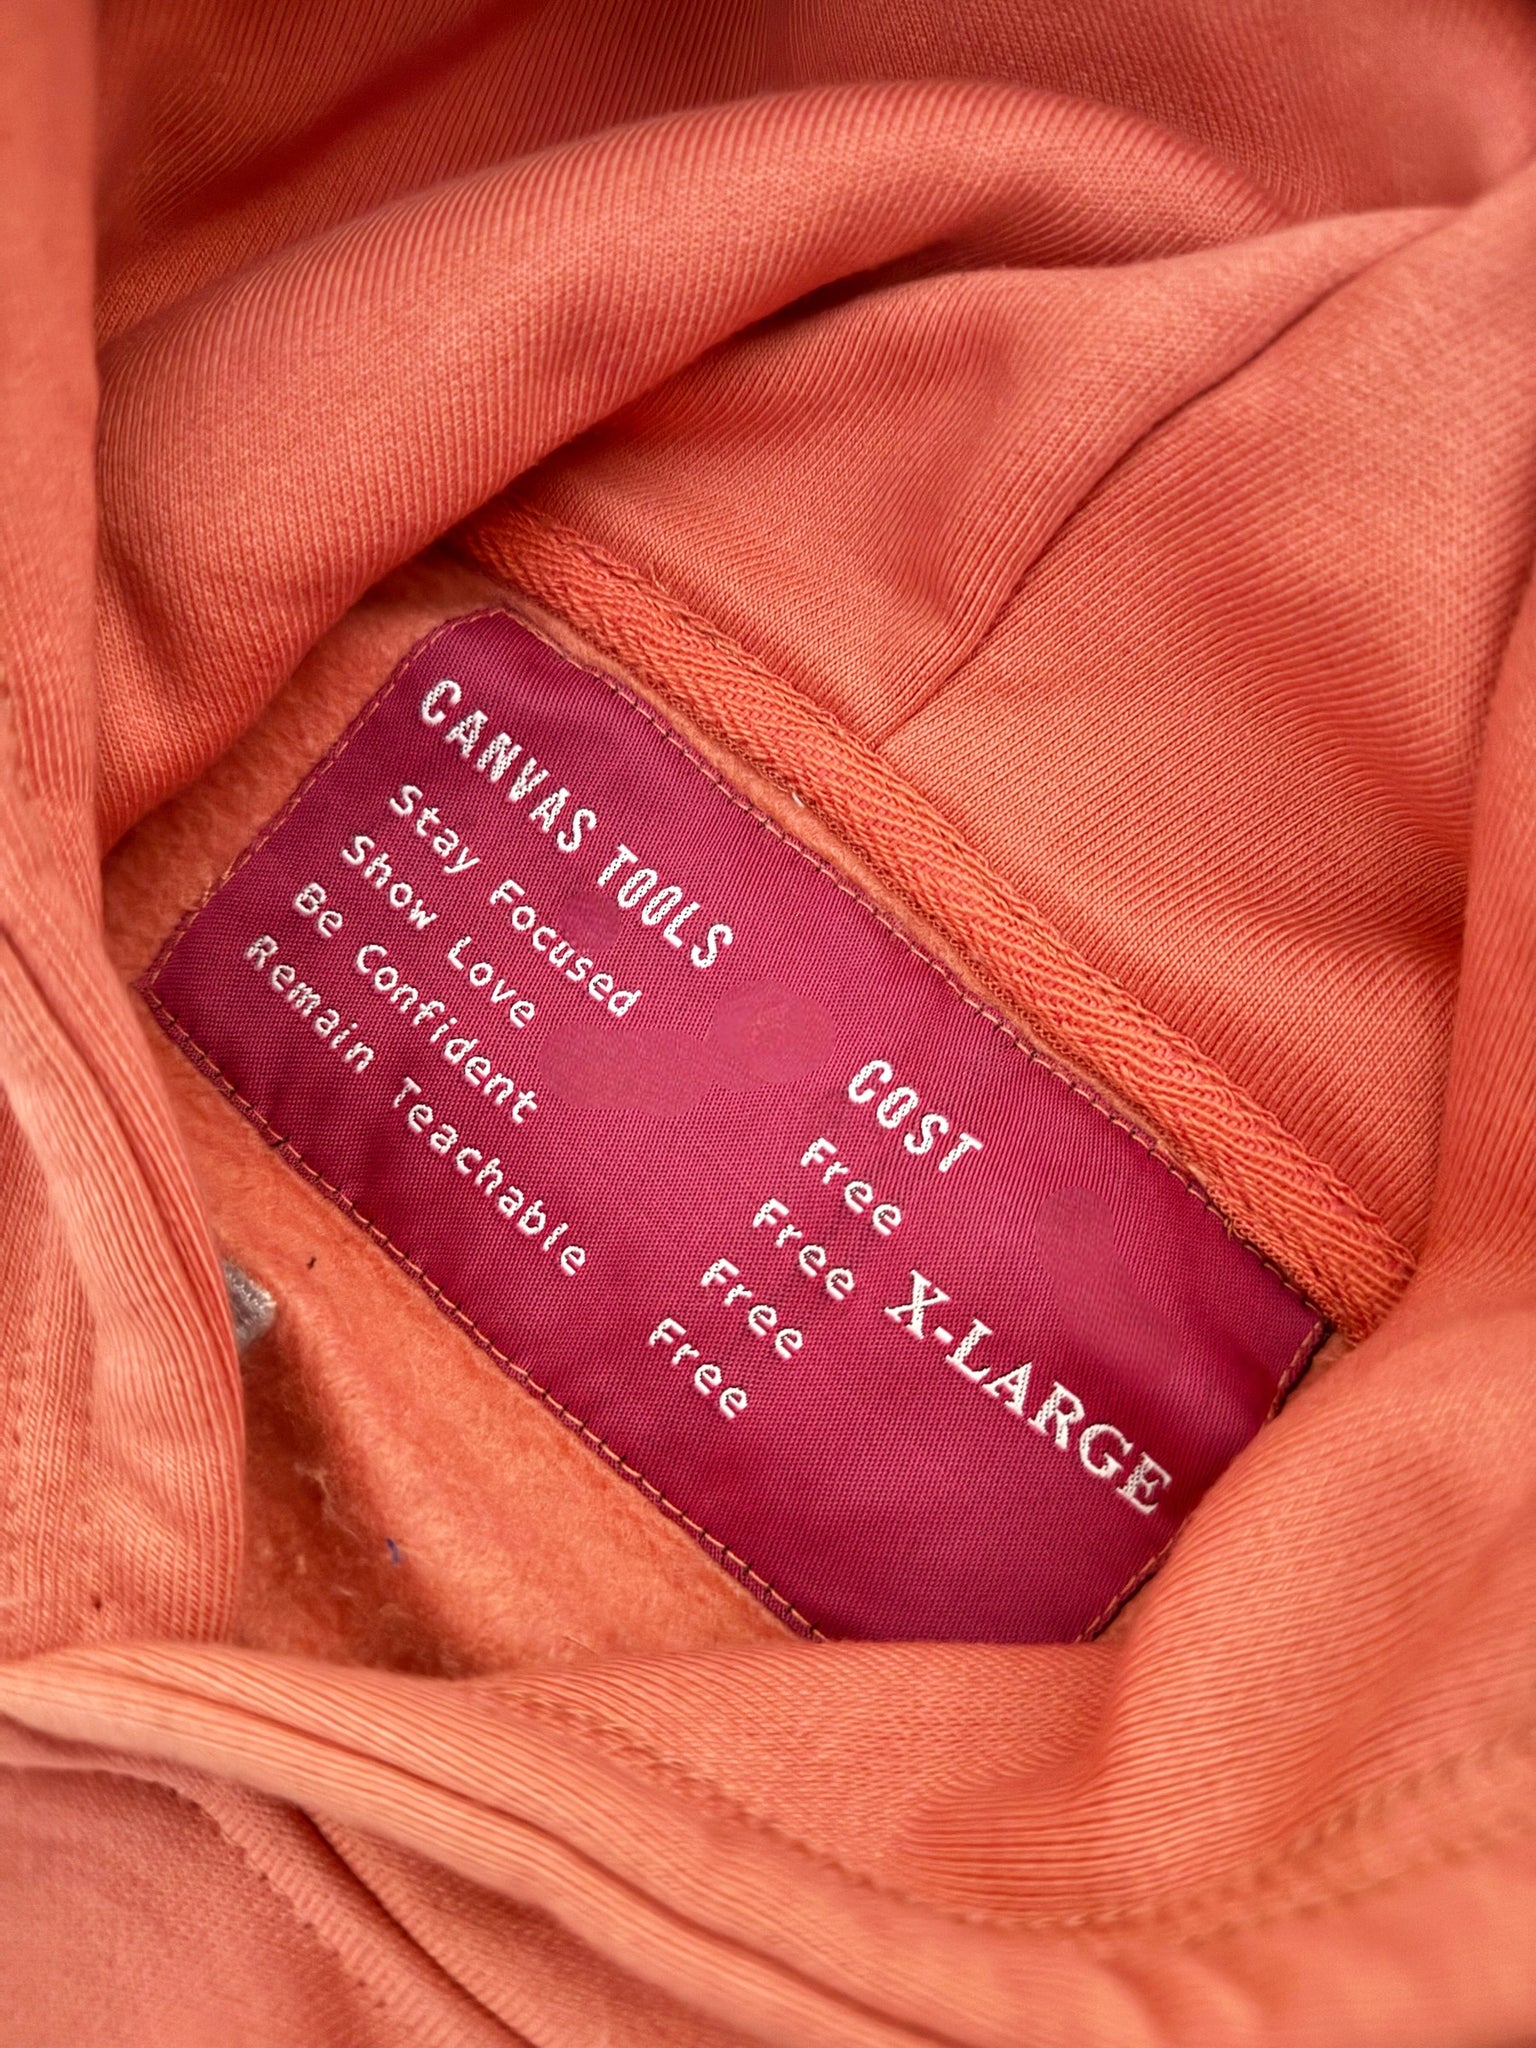 CANVAS TOOLS COST
Stay Focused Free
Show Love Free
Be Confident Free
Remain Teachable Free
X-LARGE